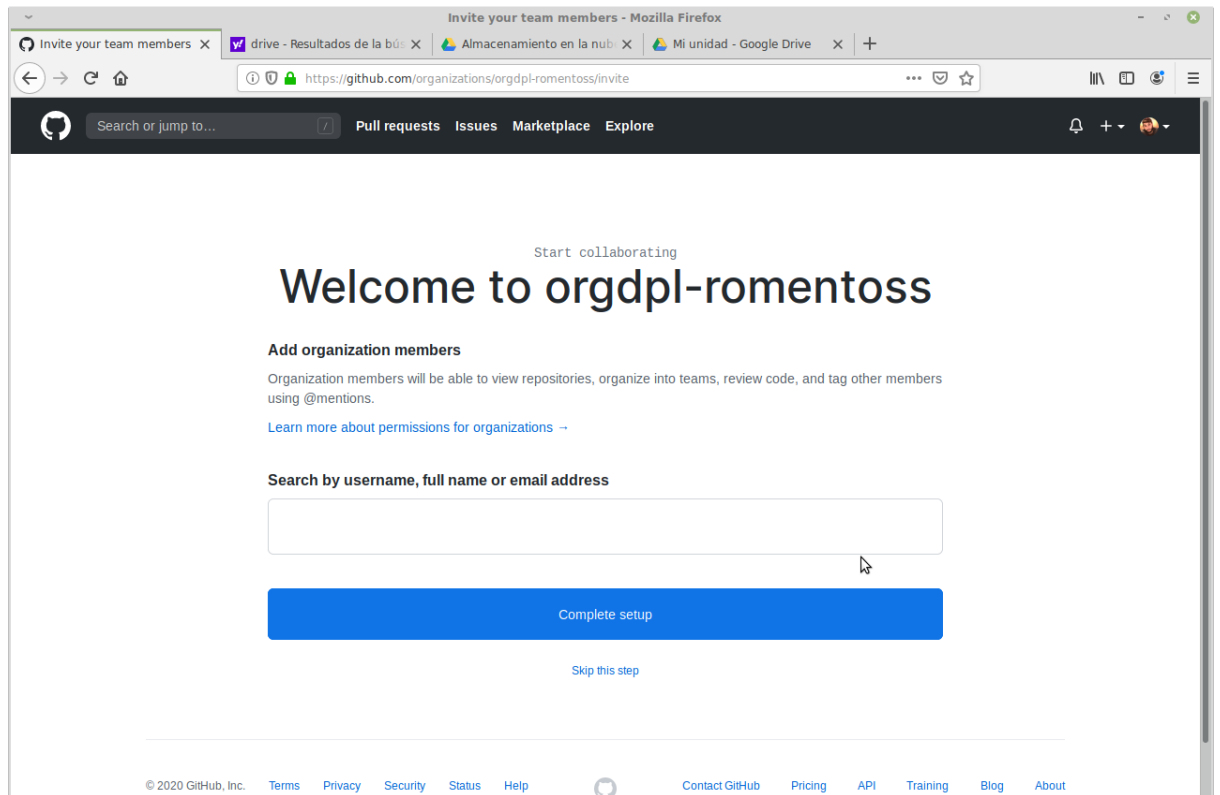 Invite your team members - Mozilla Firefox
Invite your team members
drive - Resultados de la bús
Almacenamiento en la nub
Mi unidad - Google Drive
https://github.com/organizations/orgdpl-romentoss/invite
Search or jump to…
/
Pull requests Issues Marketplace Explore
Start collaborating
Welcome to orgdpl-romentoss
Add organization members
Organization members will be able to view repositories, organize into teams, review code, and tag other members
using @mentions.
Learn more about permissions for organizations →
Search by username, full name or email address
Complete setup
Skip this step
© 2020 GitHub, Inc. Terms Privacy Security Status Help Contact GitHub Pricing API Training Blog About